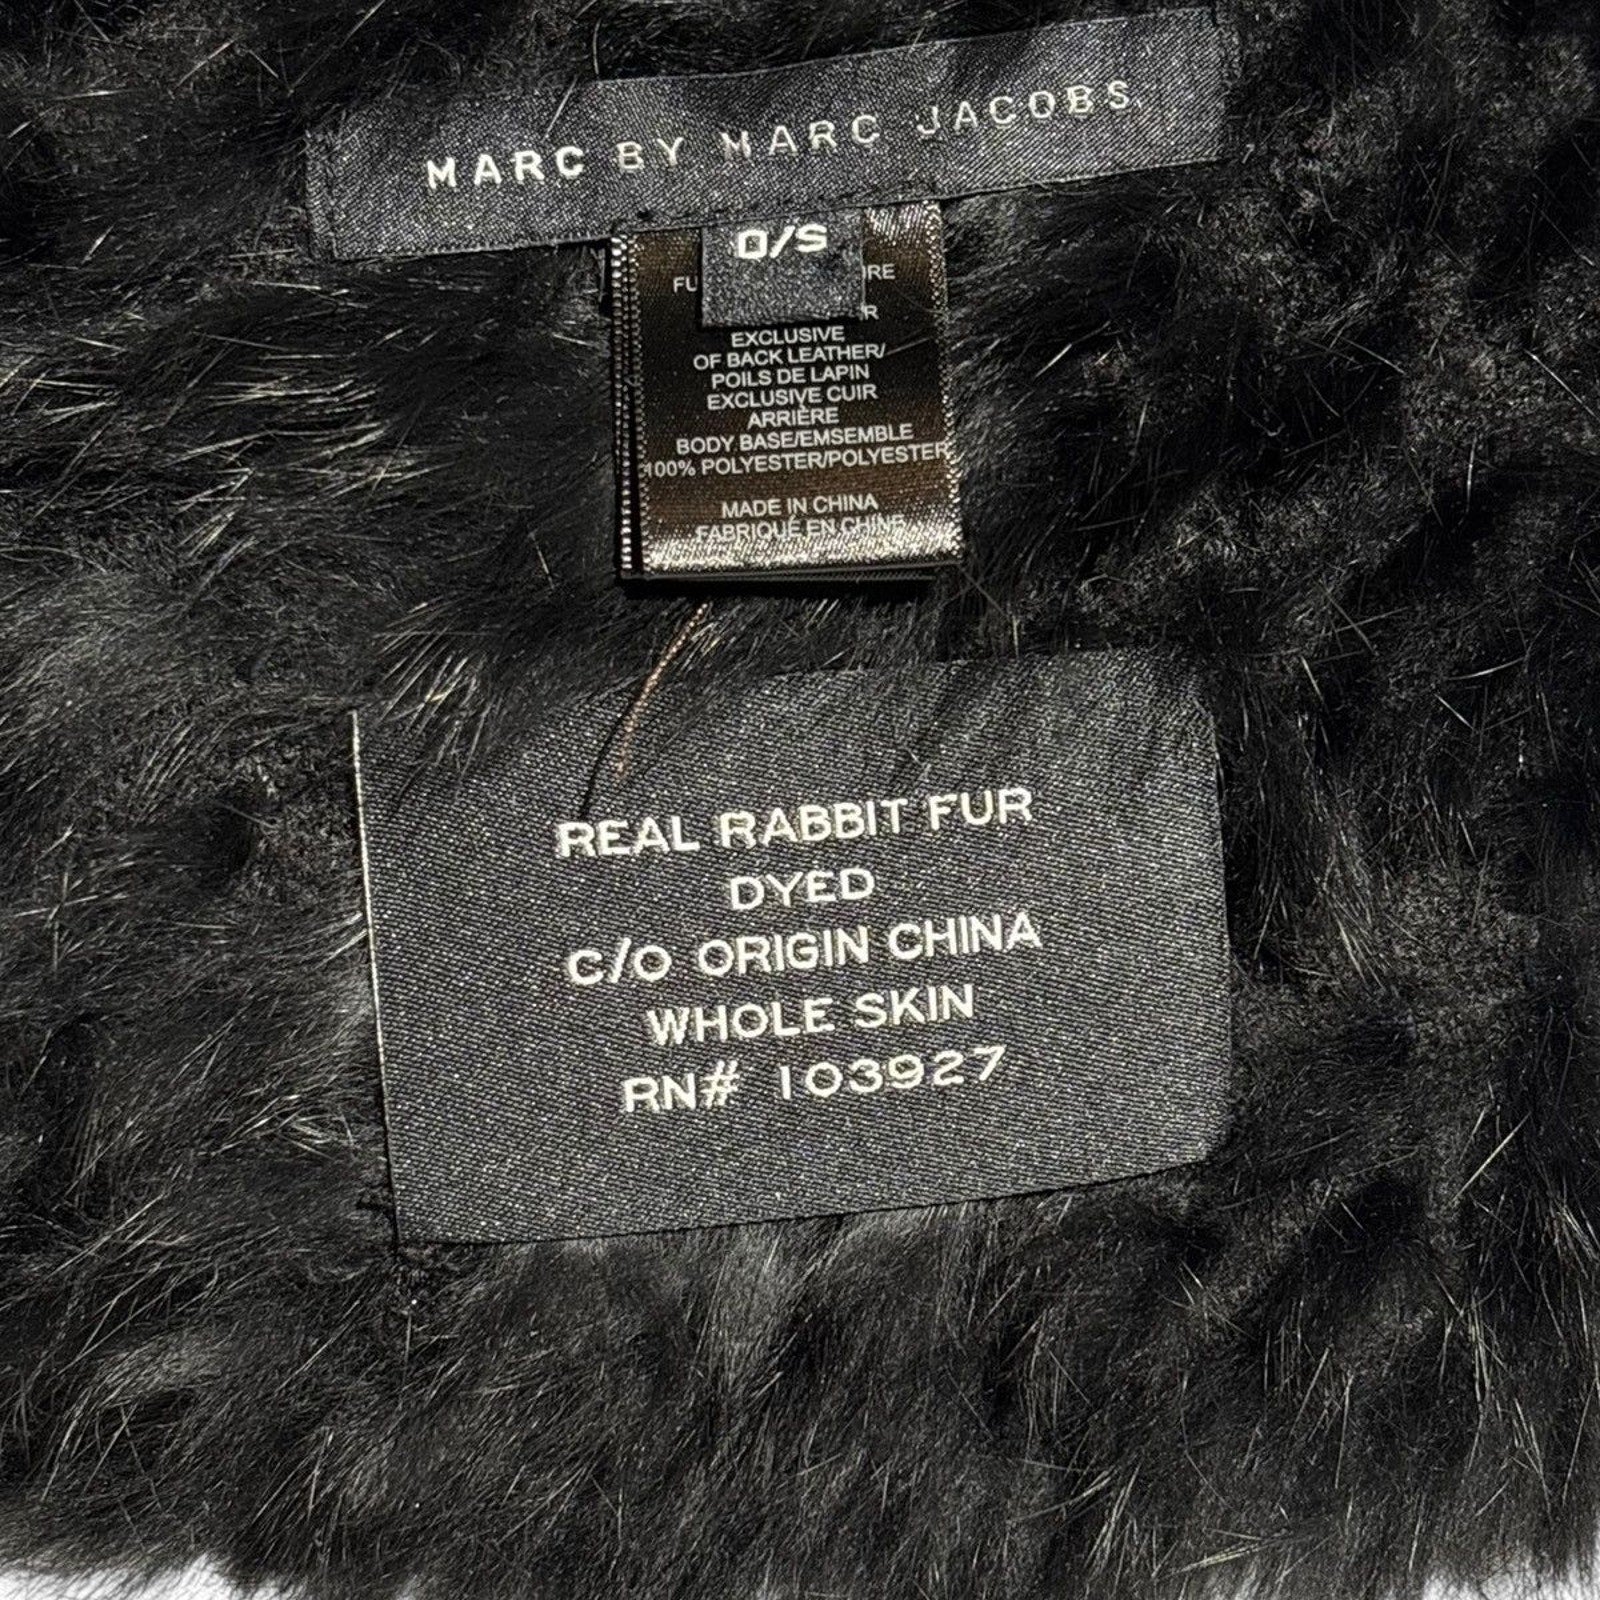 MARC BY MARC JACOBS
O/S
EXCLUSIVE
OF BACK LEATHER/
POILS DE LAPIN
EXCLUSIVE CUIR
ARRIÈRE
BODY BASE/EMSEMBLE
100% POLYESTER/POLYESTER
MADE IN CHINA
FABRIQUÉ EN CHINE
REAL RABBIT FUR
DYED
C/O ORIGIN CHINA
WHOLE SKIN
RN# 103927